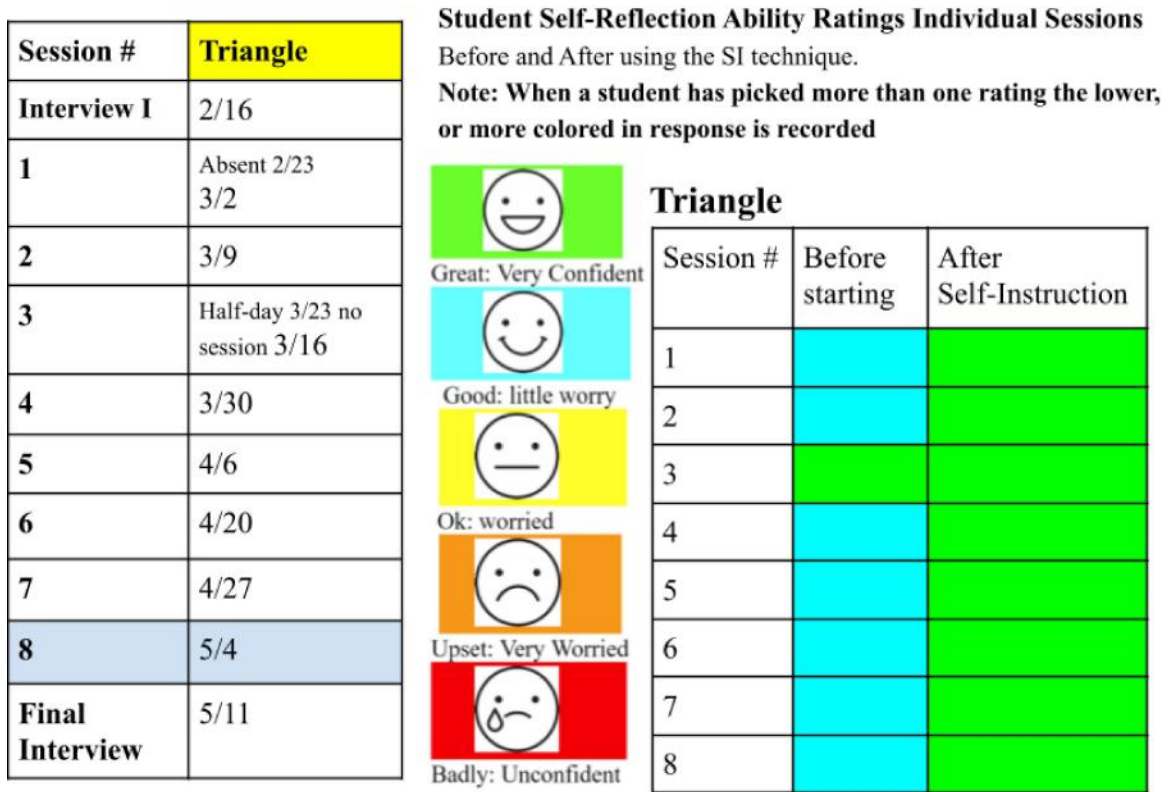 Session # Triangle
Interview I 2/16
1 Absent 2/23
3/2
2 3/9
3 Half-day 3/23 no
session 3/16
4 3/30
5 4/6
6 4/20
7 4/27
8 5/4
Final 5/11
Interview
Student Self-Reflection Ability Ratings Individual Sessions
Before and After using the SI technique.
Note: When a student has picked more than one rating the lower,
or more colored in response is recorded
Great: Very Confident
Good: little worry
Ok: worried
Upset: Very Worried
Badly: Unconfident
Triangle
Session # Before After
starting Self-Instruction
1
2
3
4
5
6
7
8